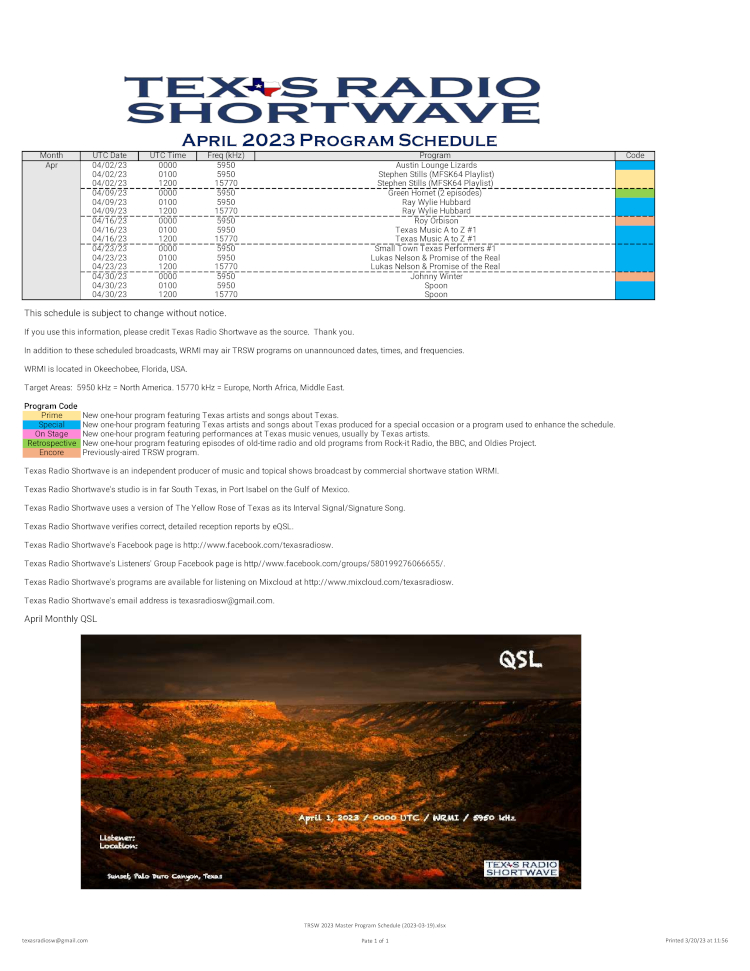 TEXAS RADIO
SHORTWAVE
APRIL 2023 PROGRAM SCHEDULE
Month UTC Date UTC Time Freq (kHz) Program Code
Apr 04/02/23 0000 5950 Austin Lounge Lizards
04/02/23 0100 5950 Stephen Stills (MFSK64 Playlist)
04/02/23 1200 15770 Stephen Stills (MFSK64 Playlist)
04/09/23 0000 5950 Green Hornet (2 episodes)
04/09/23 0100 5950 Ray Wylie Hubbard
04/09/23 1200 15770 Ray Wylie Hubbard
04/16/23 0000 5950 Roy Orbison
04/16/23 0100 5950 Texas Music A to Z #1
04/16/23 1200 15770 Texas Music A to Z #1
04/23/23 0000 5950 Small Town Texas Performers #1
04/23/23 0100 5950 Lukas Nelson & Promise of the Real
04/23/23 1200 15770 Lukas Nelson & Promise of the Real
04/30/23 0000 5950 Johnny Winter
04/30/23 0100 5950 Spoon
04/30/23 1200 15770 Spoon
This schedule is subject to change without notice.
If you use this information, please credit Texas Radio Shortwave as the source. Thank you.
In addition to these scheduled broadcasts, WRMI may air TRSW programs on unannounced dates, times, and frequencies.
WRMI is located in Okeechobee, Florida, USA.
Target Areas: 5950 kHz = North America. 15770 kHz = Europe, North Africa, Middle East.
Program Code
Prime New one-hour program featuring Texas artists and songs about Texas.
Special New one-hour program featuring Texas artists and songs about Texas produced for a special occasion or a program used to enhance the schedule.
On Stage New one-hour program featuring performances at Texas music venues, usually by Texas artists.
Retrospective New one-hour program featuring episodes of old-time radio and old programs from Rock-it Radio, the BBC, and Oldies Project.
Encore Previously-aired TRSW program.
Texas Radio Shortwave is an independent producer of music and topical shows broadcast by commercial shortwave station WRMI.
Texas Radio Shortwave's studio is in far South Texas, in Port Isabel on the Gulf of Mexico.
Texas Radio Shortwave uses a version of The Yellow Rose of Texas as its Interval Signal/Signature Song.
Texas Radio Shortwave verifies correct, detailed reception reports by eQSL.
Texas Radio Shortwave's Facebook page is http://www.facebook.com/texasradiosw.
Texas Radio Shortwave's Listeners' Group Facebook page is http//www.facebook.com/groups/580199276066655/.
Texas Radio Shortwave's programs are available for listening on Mixcloud at http://www.mixcloud.com/texasradiosw.
Texas Radio Shortwave's email address is texasradiosw@gmail.com.
April Monthly QSL
QSL
April 1, 2023 / 0000 UTC / WRMI / 5950 kHz
Listener:
Location:
TEXAS RADIO
SHORTWAVE
Sunset, Palo Duro Canyon, Texas
TRSW 2023 Master Program Schedule (2023-03-19).xlsx
texasradiosw@gmail.com Pate 1 of 1 Printed 3/20/23 at 11:56